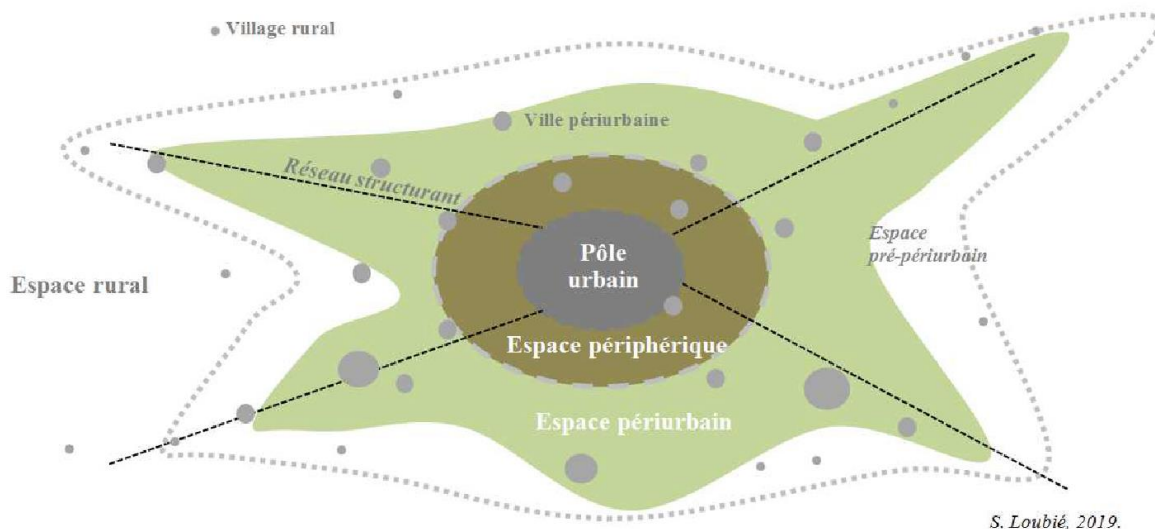 Village rural
Ville périurbaine
Réseau structurant
Espace
pré-périurbain
Pôle
urbain
Espace rural
Espace périphérique
Espace périurbain
S. Loubié, 2019.